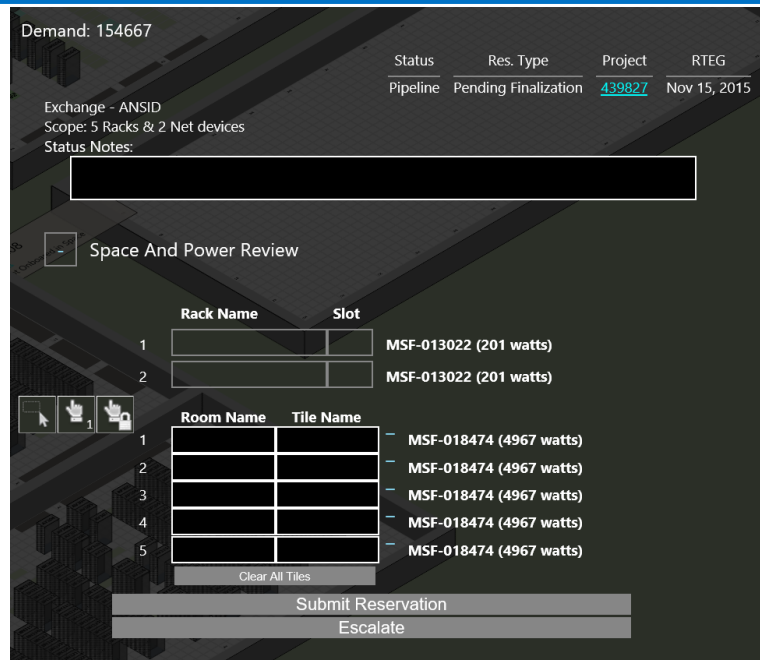 Demand: 154667
Status Res. Type Project RTEG
Pipeline Pending Finalization 439827 Nov 15, 2015
Exchange - ANSID
Scope: 5 Racks & 2 Net devices
Status Notes:
- Space And Power Review
Rack Name Slot
1 MSF-013022 (201 watts)
2 MSF-013022 (201 watts)
1
Room Name Tile Name
1 - MSF-018474 (4967 watts)
2 - MSF-018474 (4967 watts)
3 - MSF-018474 (4967 watts)
4 - MSF-018474 (4967 watts)
5 - MSF-018474 (4967 watts)
Clear All Tiles
Submit Reservation
Escalate